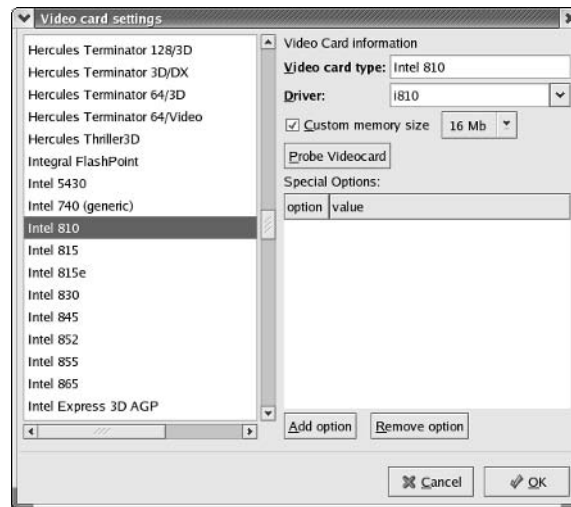 Video card settings
Hercules Terminator 128/3D
Hercules Terminator 3D/DX
Hercules Terminator 64/3D
Hercules Terminator 64/Video
Hercules Thriller3D
Integral FlashPoint
Intel 5430
Intel 740 (generic)
Intel 810
Intel 815
Intel 815e
Intel 830
Intel 845
Intel 852
Intel 855
Intel 865
Intel Express 3D AGP
Video Card information
Video card type: Intel 810
Driver: i810
Custom memory size 16 Mb
Probe Videocard
Special Options:
option value
Add option Remove option
Cancel OK